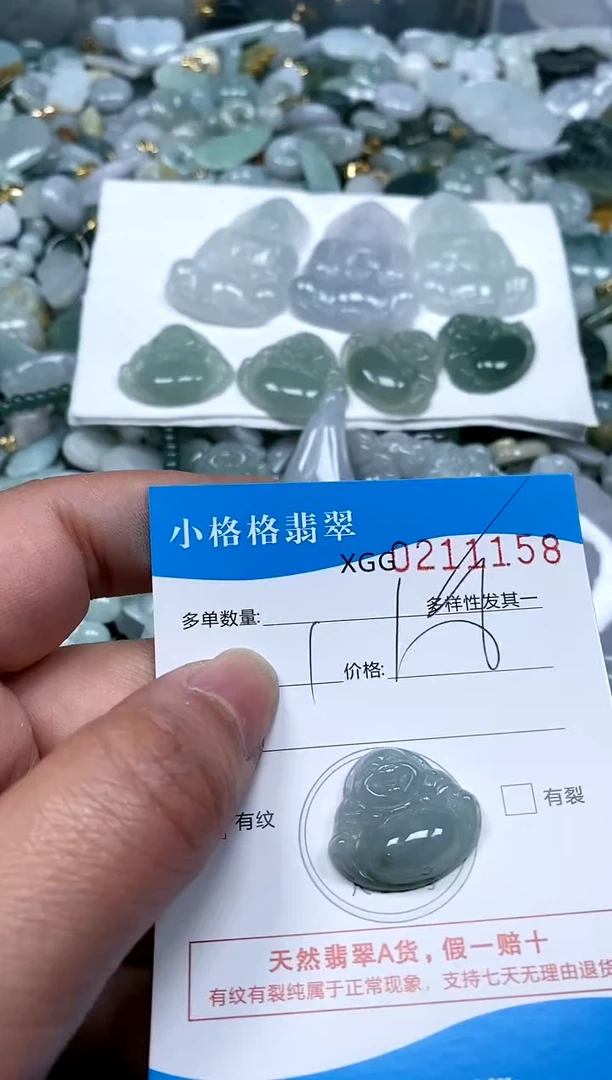 小格格翡翠
XGG0211158
多单数量:
多样性发其一
1
价格:
有纹
有裂
天然翡翠A货，假一赔十
有纹有裂纯属于正常现象，支持七天无理由退货